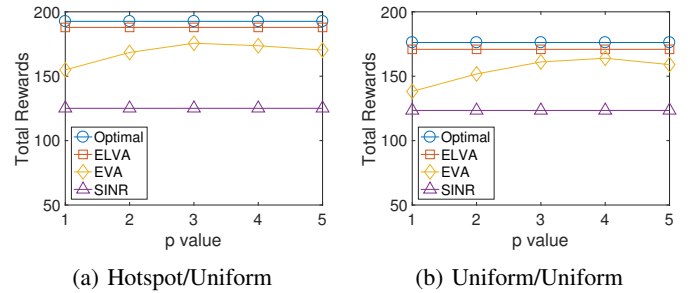 200
150
100
50
Total Rewards
Optimal
ELVA
EVA
SINR
1 2 3 4 5
p value
(a) Hotspot/Uniform
200
150
100
50
Total Rewards
Optimal
ELVA
EVA
SINR
1 2 3 4 5
p value
(b) Uniform/Uniform